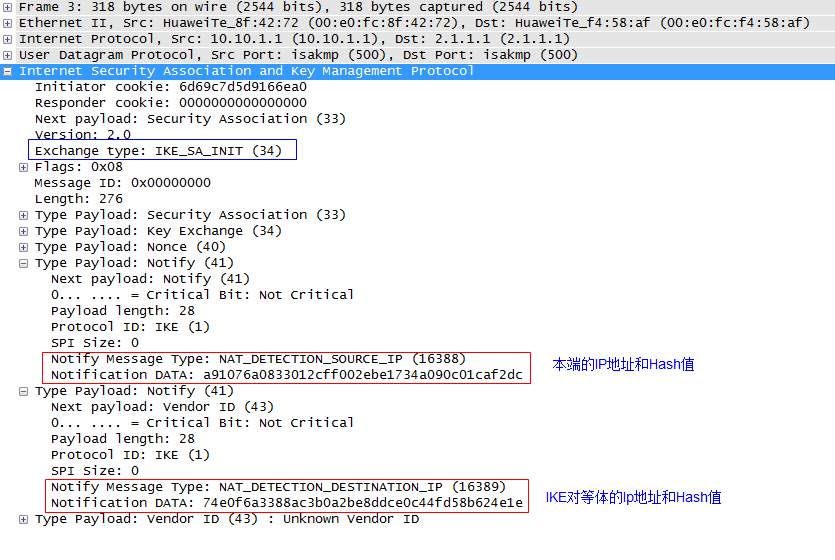 Frame 3: 318 bytes on wire (2544 bits), 318 bytes captured (2544 bits)
Ethernet II, Src: HuaweiTe_8f:42:72 (00:e0:fc:8f:42:72), Dst: HuaweiTe_f4:58:af (00:e0:fc:f4:58:af)
Internet Protocol, Src: 10.10.1.1 (10.10.1.1), Dst: 2.1.1.1 (2.1.1.1)
User Datagram Protocol, Src Port: isakmp (500), Dst Port: isakmp (500)
Internet Security Association and Key Management Protocol
Initiator cookie: 6d69c7d5d9166ea0
Responder cookie: 0000000000000000
Next payload: Security Association (33)
Version: 2.0
Exchange type: IKE_SA_INIT (34)
Flags: 0x08
Message ID: 0x00000000
Length: 276
Type Payload: Security Association (33)
Type Payload: Key Exchange (34)
Type Payload: Nonce (40)
Type Payload: Notify (41)
Next payload: Notify (41)
0... .... = Critical Bit: Not Critical
Payload length: 28
Protocol ID: IKE (1)
SPI Size: 0
Notify Message Type: NAT_DETECTION_SOURCE_IP (16388)
Notification DATA: a91076a0833012cff002ebe1734a090c01caf2dc
本端的IP地址和Hash值
Type Payload: Notify (41)
Next payload: Vendor ID (43)
0... .... = Critical Bit: Not Critical
Payload length: 28
Protocol ID: IKE (1)
SPI Size: 0
Notify Message Type: NAT_DETECTION_DESTINATION_IP (16389)
Notification DATA: 74e0f6a3388ac3b0a2be8ddce0c44fd58b624e1e
IKE对等体的Ip地址和Hash值
Type Payload: Vendor ID (43) : Unknown Vendor ID